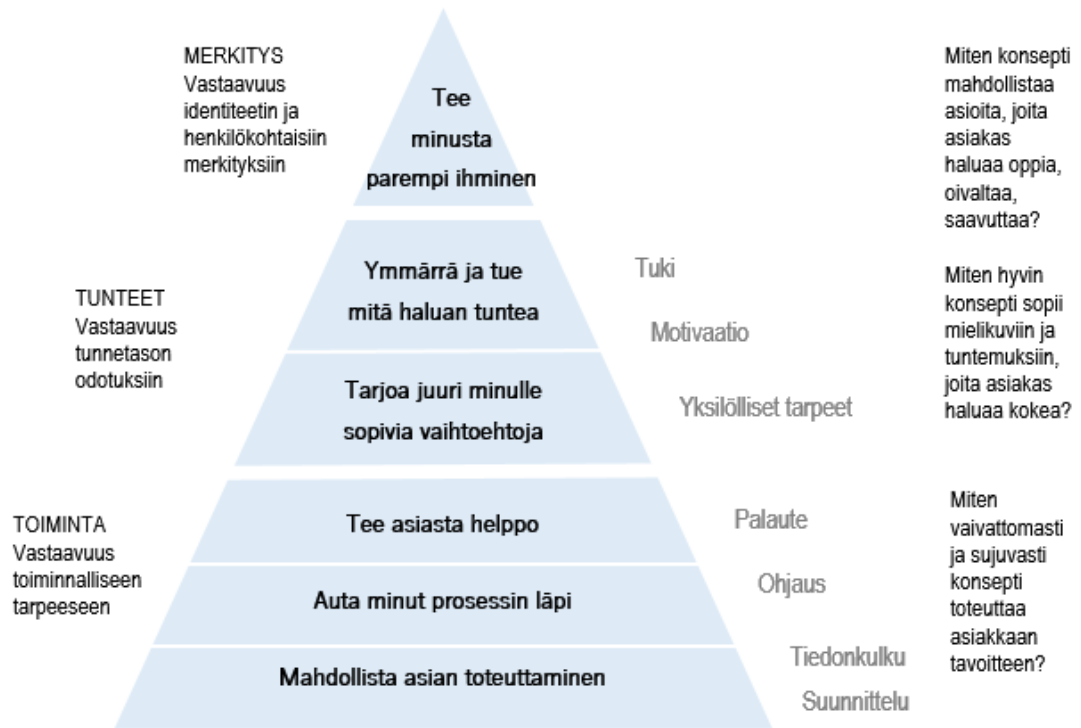 MERKITYS
Vastaavuus
identiteetin ja
henkilökohtaisiin
merkityksiin
Tee
minusta
parempi ihminen
Miten konsepti
mahdollistaa
asioita, joita
asiakas
haluaa oppia,
oivaltaa,
saavuttaa?
TUNTEET
Vastaavuus
tunnetason
odotuksiin
Ymmärrä ja tue
mitä haluan tuntea
Tarjoa juuri minulle
sopivia vaihtoehtoja
Tuki
Motivaatio
Yksilölliset tarpeet
Miten hyvin
konsepti sopii
mielikuviin ja
tuntemuksiin,
joita asiakas
haluaa kokea?
TOIMINTA
Vastaavuus
toiminnalliseen
tarpeeseen
Tee asiasta helppo
Auta minut prosessin läpi
Mahdollista asian toteuttaminen
Palaute
Ohjaus
Tiedonkulku
Suunnittelu
Miten
vaivattomasti
ja sujuvasti
konsepti
toteuttaa
asiakkaan
tavoitteen?